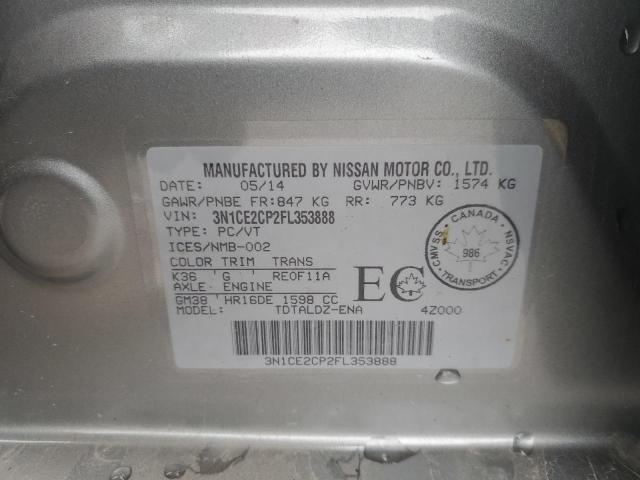 MANUFACTURED BY NISSAN MOTOR CO., LTD.
DATE: 05/14 GVWR/PNBV: 1574 KG
GAWR/PNBE FR: 847 KG RR: 773 KG
VIN: 3N1CE2CP2FL353888
TYPE: PC/VT
ICES/NMB-002
COLOR TRIM TRANS
K36 G RE0F11A
AXLE ENGINE
GM38 HR16DE 1598 CC
MODEL: TDTALDZ-ENA 4Z000
EC
CANADA
CMVSS NSVAC
986
TRANSPORT
3N1CE2CP2FL353888